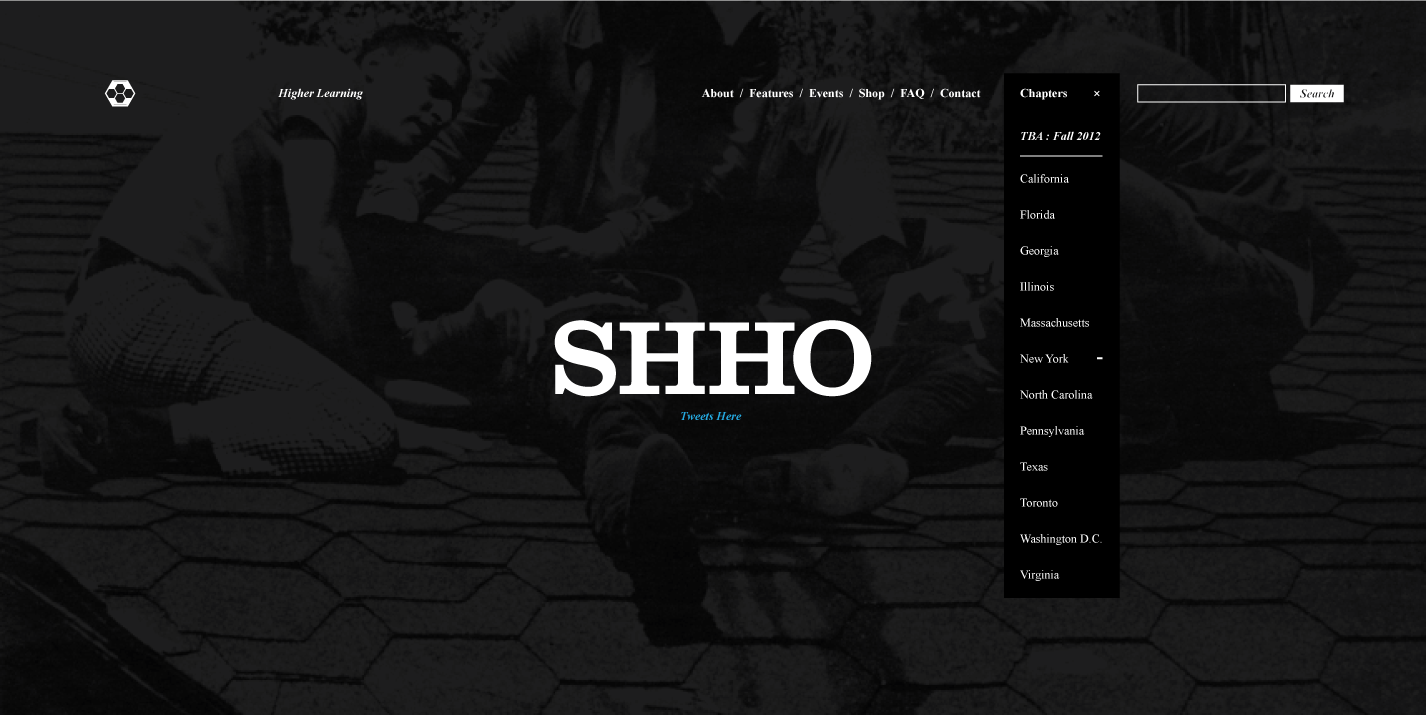 Higher Learning
About / Features / Events / Shop / FAQ / Contact
Chapters ×
Search
TBA : Fall 2012
California
Florida
Georgia
Illinois
Massachusetts
New York -
North Carolina
Pennsylvania
Texas
Toronto
Washington D.C.
Virginia
SHHO
Tweets Here